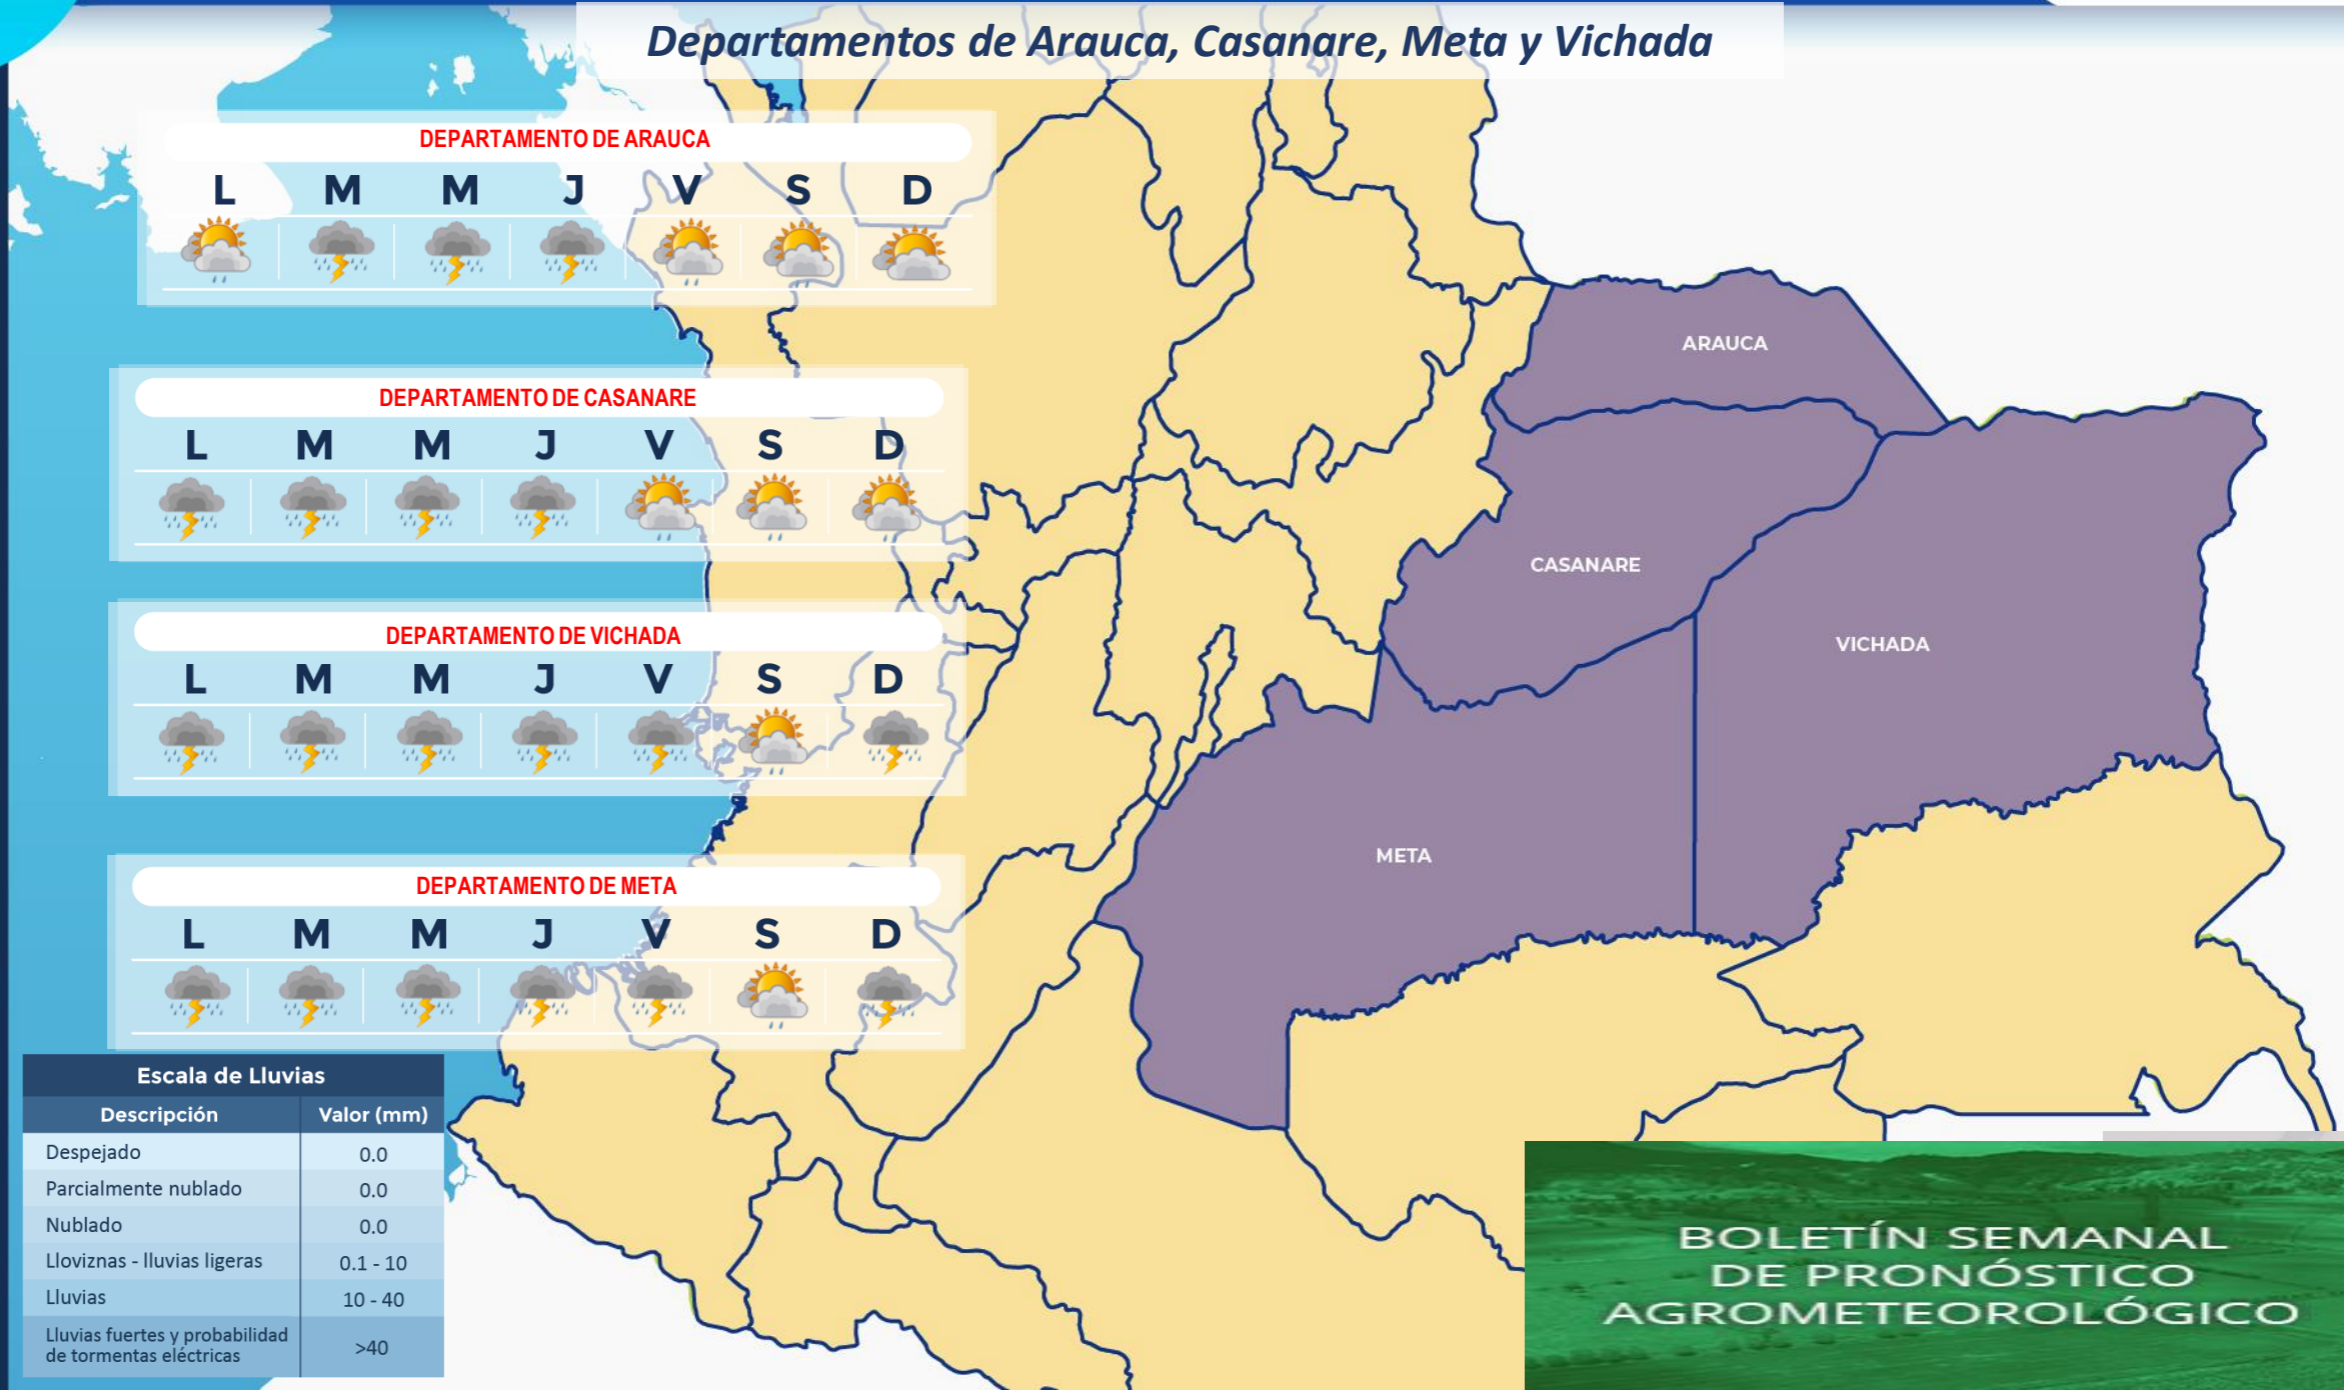 Departamentos de Arauca, Casanare, Meta y Vichada
DEPARTAMENTO DE ARAUCA
L M M J V S D
DEPARTAMENTO DE CASANARE
L M M J V S D
DEPARTAMENTO DE VICHADA
L M M J V S D
DEPARTAMENTO DE META
L M M J V S D
ARAUCA
CASANARE
VICHADA
META
Escala de Lluvias
Descripción Valor (mm)
Despejado 0.0
Parcialmente nublado 0.0
Nublado 0.0
Lloviznas - lluvias ligeras 0.1 - 10
Lluvias 10 - 40
Lluvias fuertes y probabilidad
de tormentas eléctricas >40
BOLETÍN SEMANAL
DE PRONÓSTICO
AGROMETEOROLÓGICO